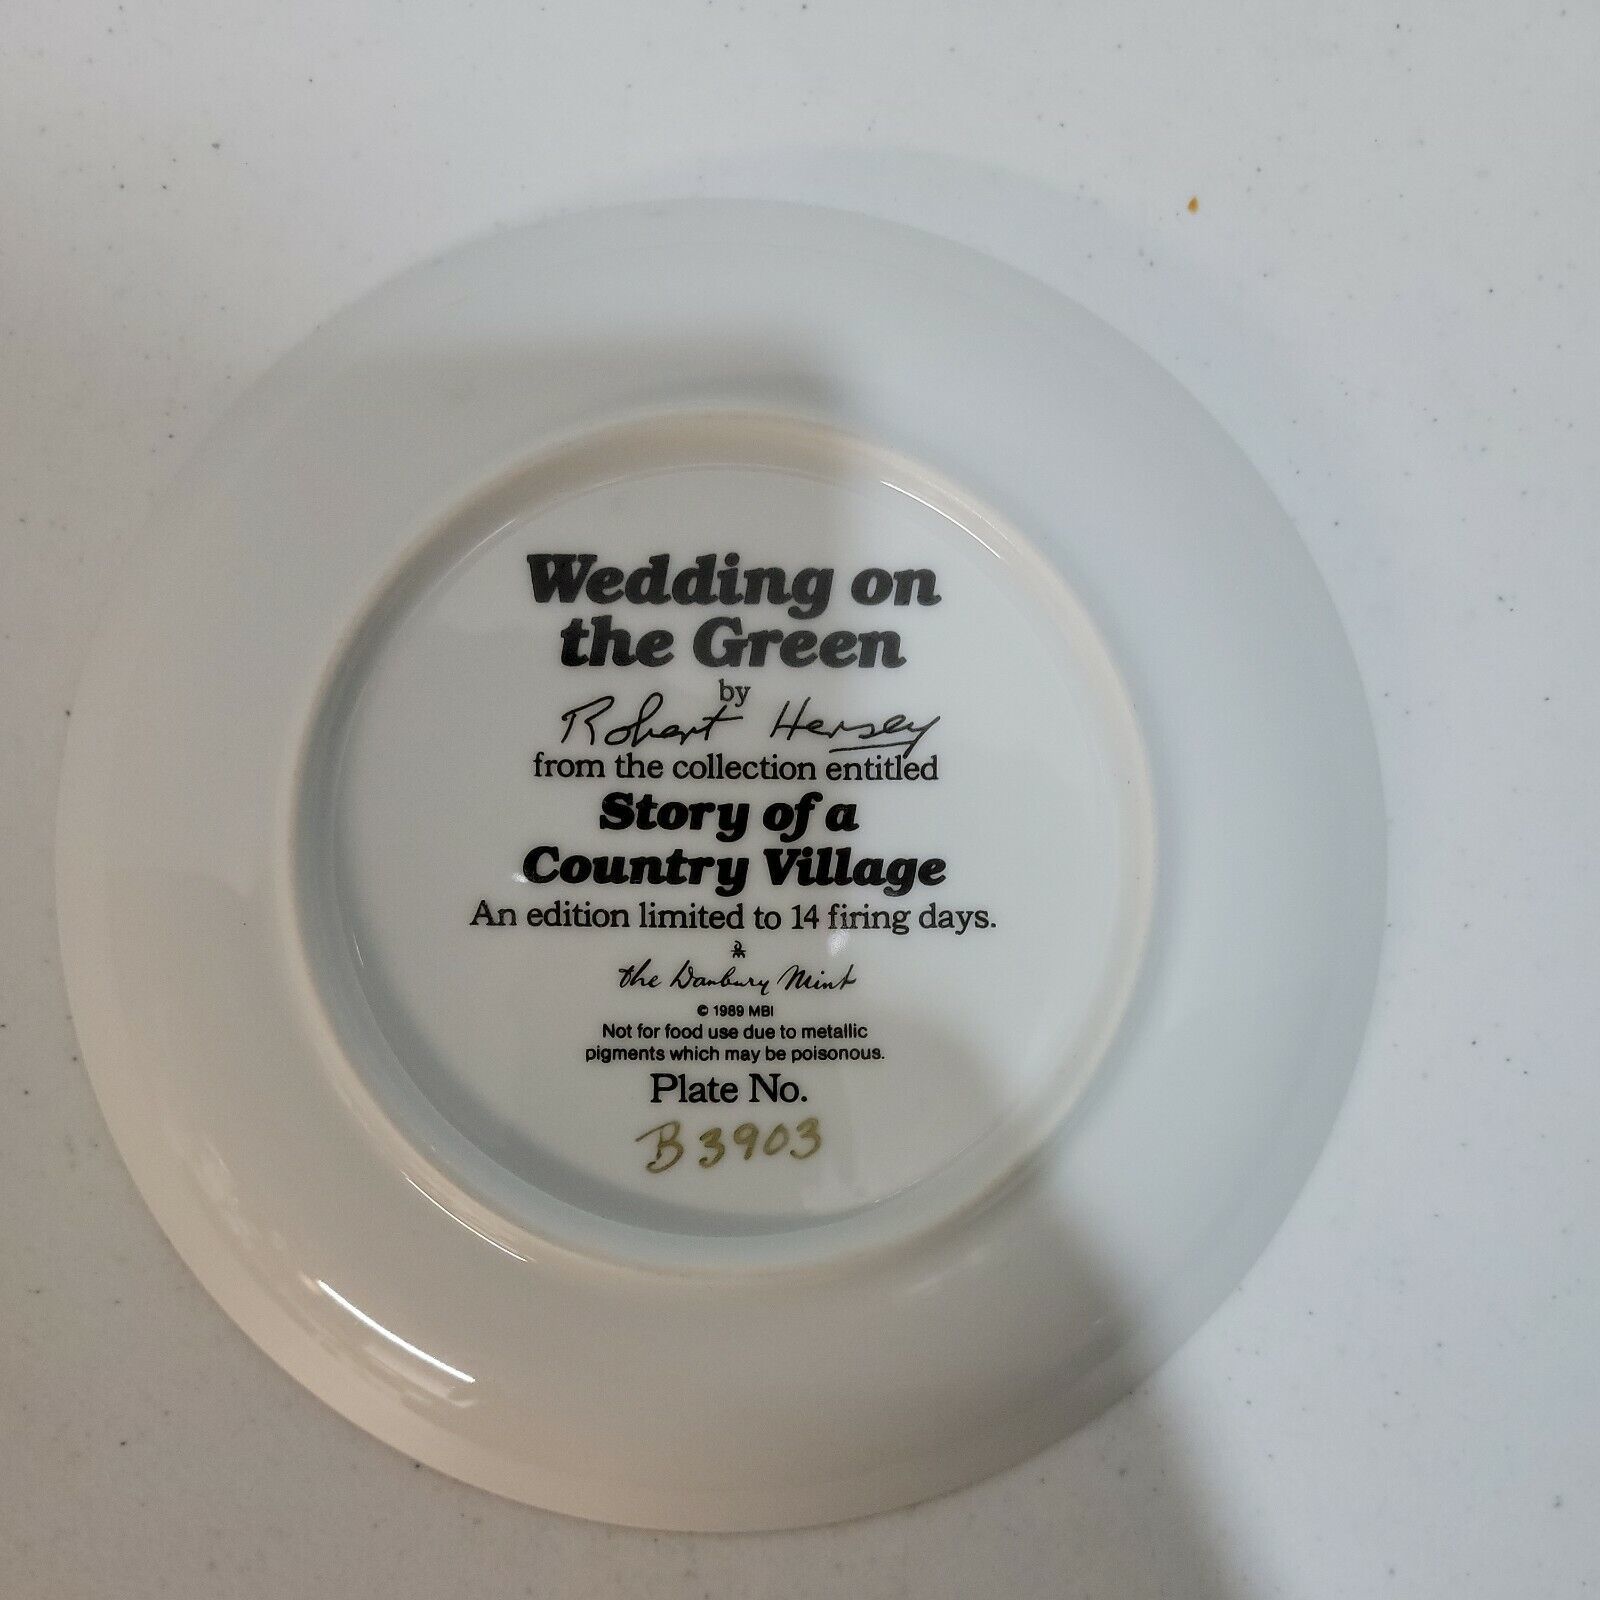 Wedding on
the Green
by
Robert Hersey
from the collection entitled
Story of a
Country Village
An edition limited to 14 firing days.
the Danbury Mint
© 1989 MBI
Not for food use due to metallic
pigments which may be poisonous.
Plate No.
B3903